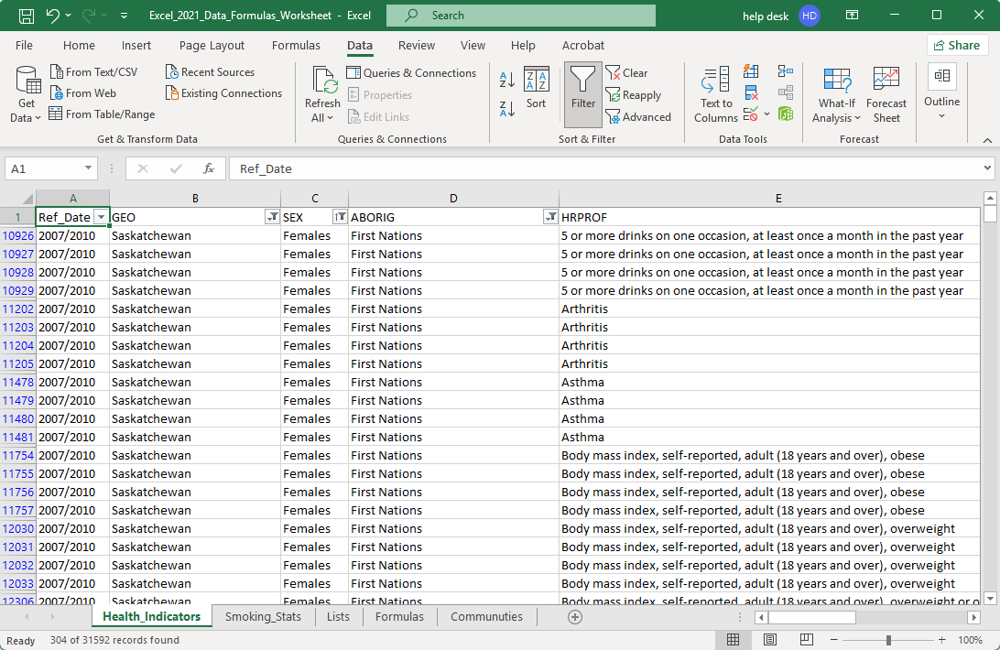 Excel_2021_Data_Formulas_Worksheet - Excel
Search
help desk HD
File Home Insert Page Layout Formulas Data Review View Help Acrobat Share
Get Data
From Text/CSV
From Web
From Table/Range
Recent Sources
Existing Connections
Get & Transform Data
Refresh All
Queries & Connections
Properties
Edit Links
Queries & Connections
Sort
Filter
Clear
Reapply
Advanced
Sort & Filter
Text to Columns
Data Tools
What-If Analysis
Forecast Sheet
Forecast
Outline
A1 fx Ref_Date
A B C D E
1 Ref_Date GEO SEX ABORIG HRPROF
10926 2007/2010 Saskatchewan Females First Nations 5 or more drinks on one occasion, at least once a month in the past year
10927 2007/2010 Saskatchewan Females First Nations 5 or more drinks on one occasion, at least once a month in the past year
10928 2007/2010 Saskatchewan Females First Nations 5 or more drinks on one occasion, at least once a month in the past year
10929 2007/2010 Saskatchewan Females First Nations 5 or more drinks on one occasion, at least once a month in the past year
11202 2007/2010 Saskatchewan Females First Nations Arthritis
11203 2007/2010 Saskatchewan Females First Nations Arthritis
11204 2007/2010 Saskatchewan Females First Nations Arthritis
11205 2007/2010 Saskatchewan Females First Nations Arthritis
11478 2007/2010 Saskatchewan Females First Nations Asthma
11479 2007/2010 Saskatchewan Females First Nations Asthma
11480 2007/2010 Saskatchewan Females First Nations Asthma
11481 2007/2010 Saskatchewan Females First Nations Asthma
11754 2007/2010 Saskatchewan Females First Nations Body mass index, self-reported, adult (18 years and over), obese
11755 2007/2010 Saskatchewan Females First Nations Body mass index, self-reported, adult (18 years and over), obese
11756 2007/2010 Saskatchewan Females First Nations Body mass index, self-reported, adult (18 years and over), obese
11757 2007/2010 Saskatchewan Females First Nations Body mass index, self-reported, adult (18 years and over), obese
12030 2007/2010 Saskatchewan Females First Nations Body mass index, self-reported, adult (18 years and over), overweight
12031 2007/2010 Saskatchewan Females First Nations Body mass index, self-reported, adult (18 years and over), overweight
12032 2007/2010 Saskatchewan Females First Nations Body mass index, self-reported, adult (18 years and over), overweight
12033 2007/2010 Saskatchewan Females First Nations Body mass index, self-reported, adult (18 years and over), overweight
12306 2007/2010 Saskatchewan Females First Nations Body mass index, self-reported, adult (18 years and over), overweight or o
Health_Indicators Smoking_Stats Lists Formulas Communuties
Ready 304 of 31592 records found 100%